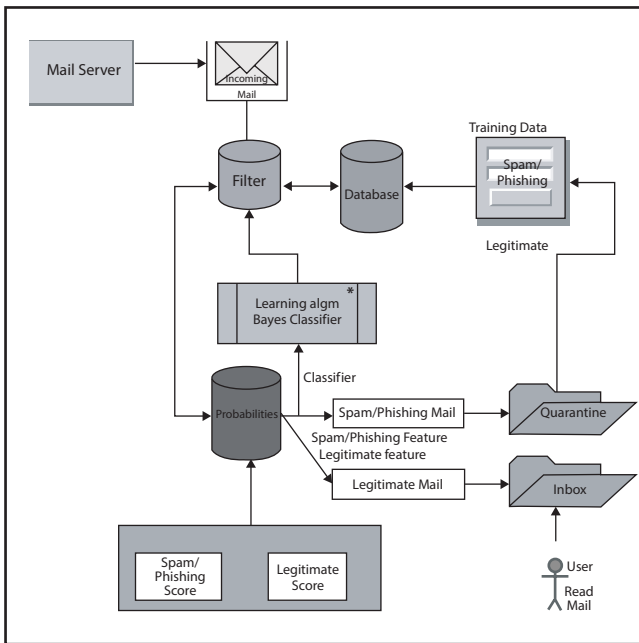 Mail Server
Incoming
Mail
Training Data
Spam/
Phishing
Filter
Database
Legitimate
Learning algm *
Bayes Classifier
Classifier
Probabilities
Spam/Phishing Mail
Quarantine
Spam/Phishing Feature
Legitimate feature
Legitimate Mail
Inbox
Spam/
Phishing
Score
Legitimate
Score
User
Read
Mail